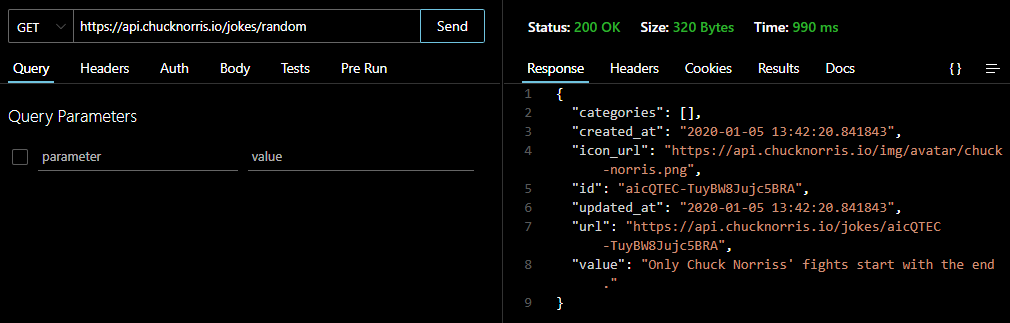 GET https://api.chucknorris.io/jokes/random Send
Query Headers Auth Body Tests Pre Run
Query Parameters
parameter value
Status: 200 OK Size: 320 Bytes Time: 990 ms
Response Headers Cookies Results Docs {}
1 {
2 "categories": [],
3 "created_at": "2020-01-05 13:42:20.841843",
4 "icon_url": "https://api.chucknorris.io/img/avatar/chuck
-norris.png",
5 "id": "aicQTEC-TuyBW8Jujc5BRA",
6 "updated_at": "2020-01-05 13:42:20.841843",
7 "url": "https://api.chucknorris.io/jokes/aicQTEC
-TuyBW8Jujc5BRA",
8 "value": "Only Chuck Norriss' fights start with the end
."
9 }